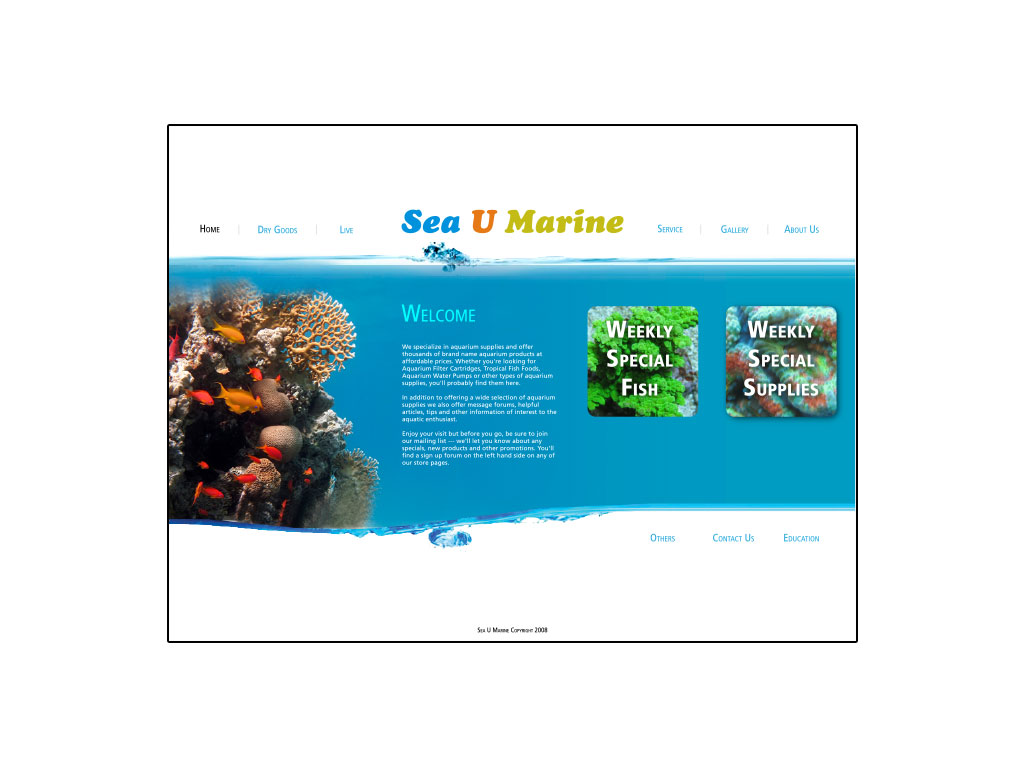 Sea U Marine
Home | Dry Goods | Live
Service | Gallery | About Us
Welcome
We specialize in aquarium supplies and offer
thousands of brand name aquarium products at
affordable prices. Whether you're looking for
Aquarium Filter Cartridges, Tropical Fish Foods,
Aquarium Water Pumps or other types of aquarium
supplies, you'll probably find them here.
In addition to offering a wide selection of aquarium
supplies we also offer message forums, helpful
articles, tips and other information of interest to the
aquatic enthusiast.
Enjoy your visit but before you go, be sure to join
our mailing list --- we'll let you know about any
specials, new products and other promotions. You'll
find a sign up forum on the left hand side on any of
our store pages.
Weekly
Special
Fish
Weekly
Special
Supplies
Others Contact Us Education
Sea U Marine Copyright 2008